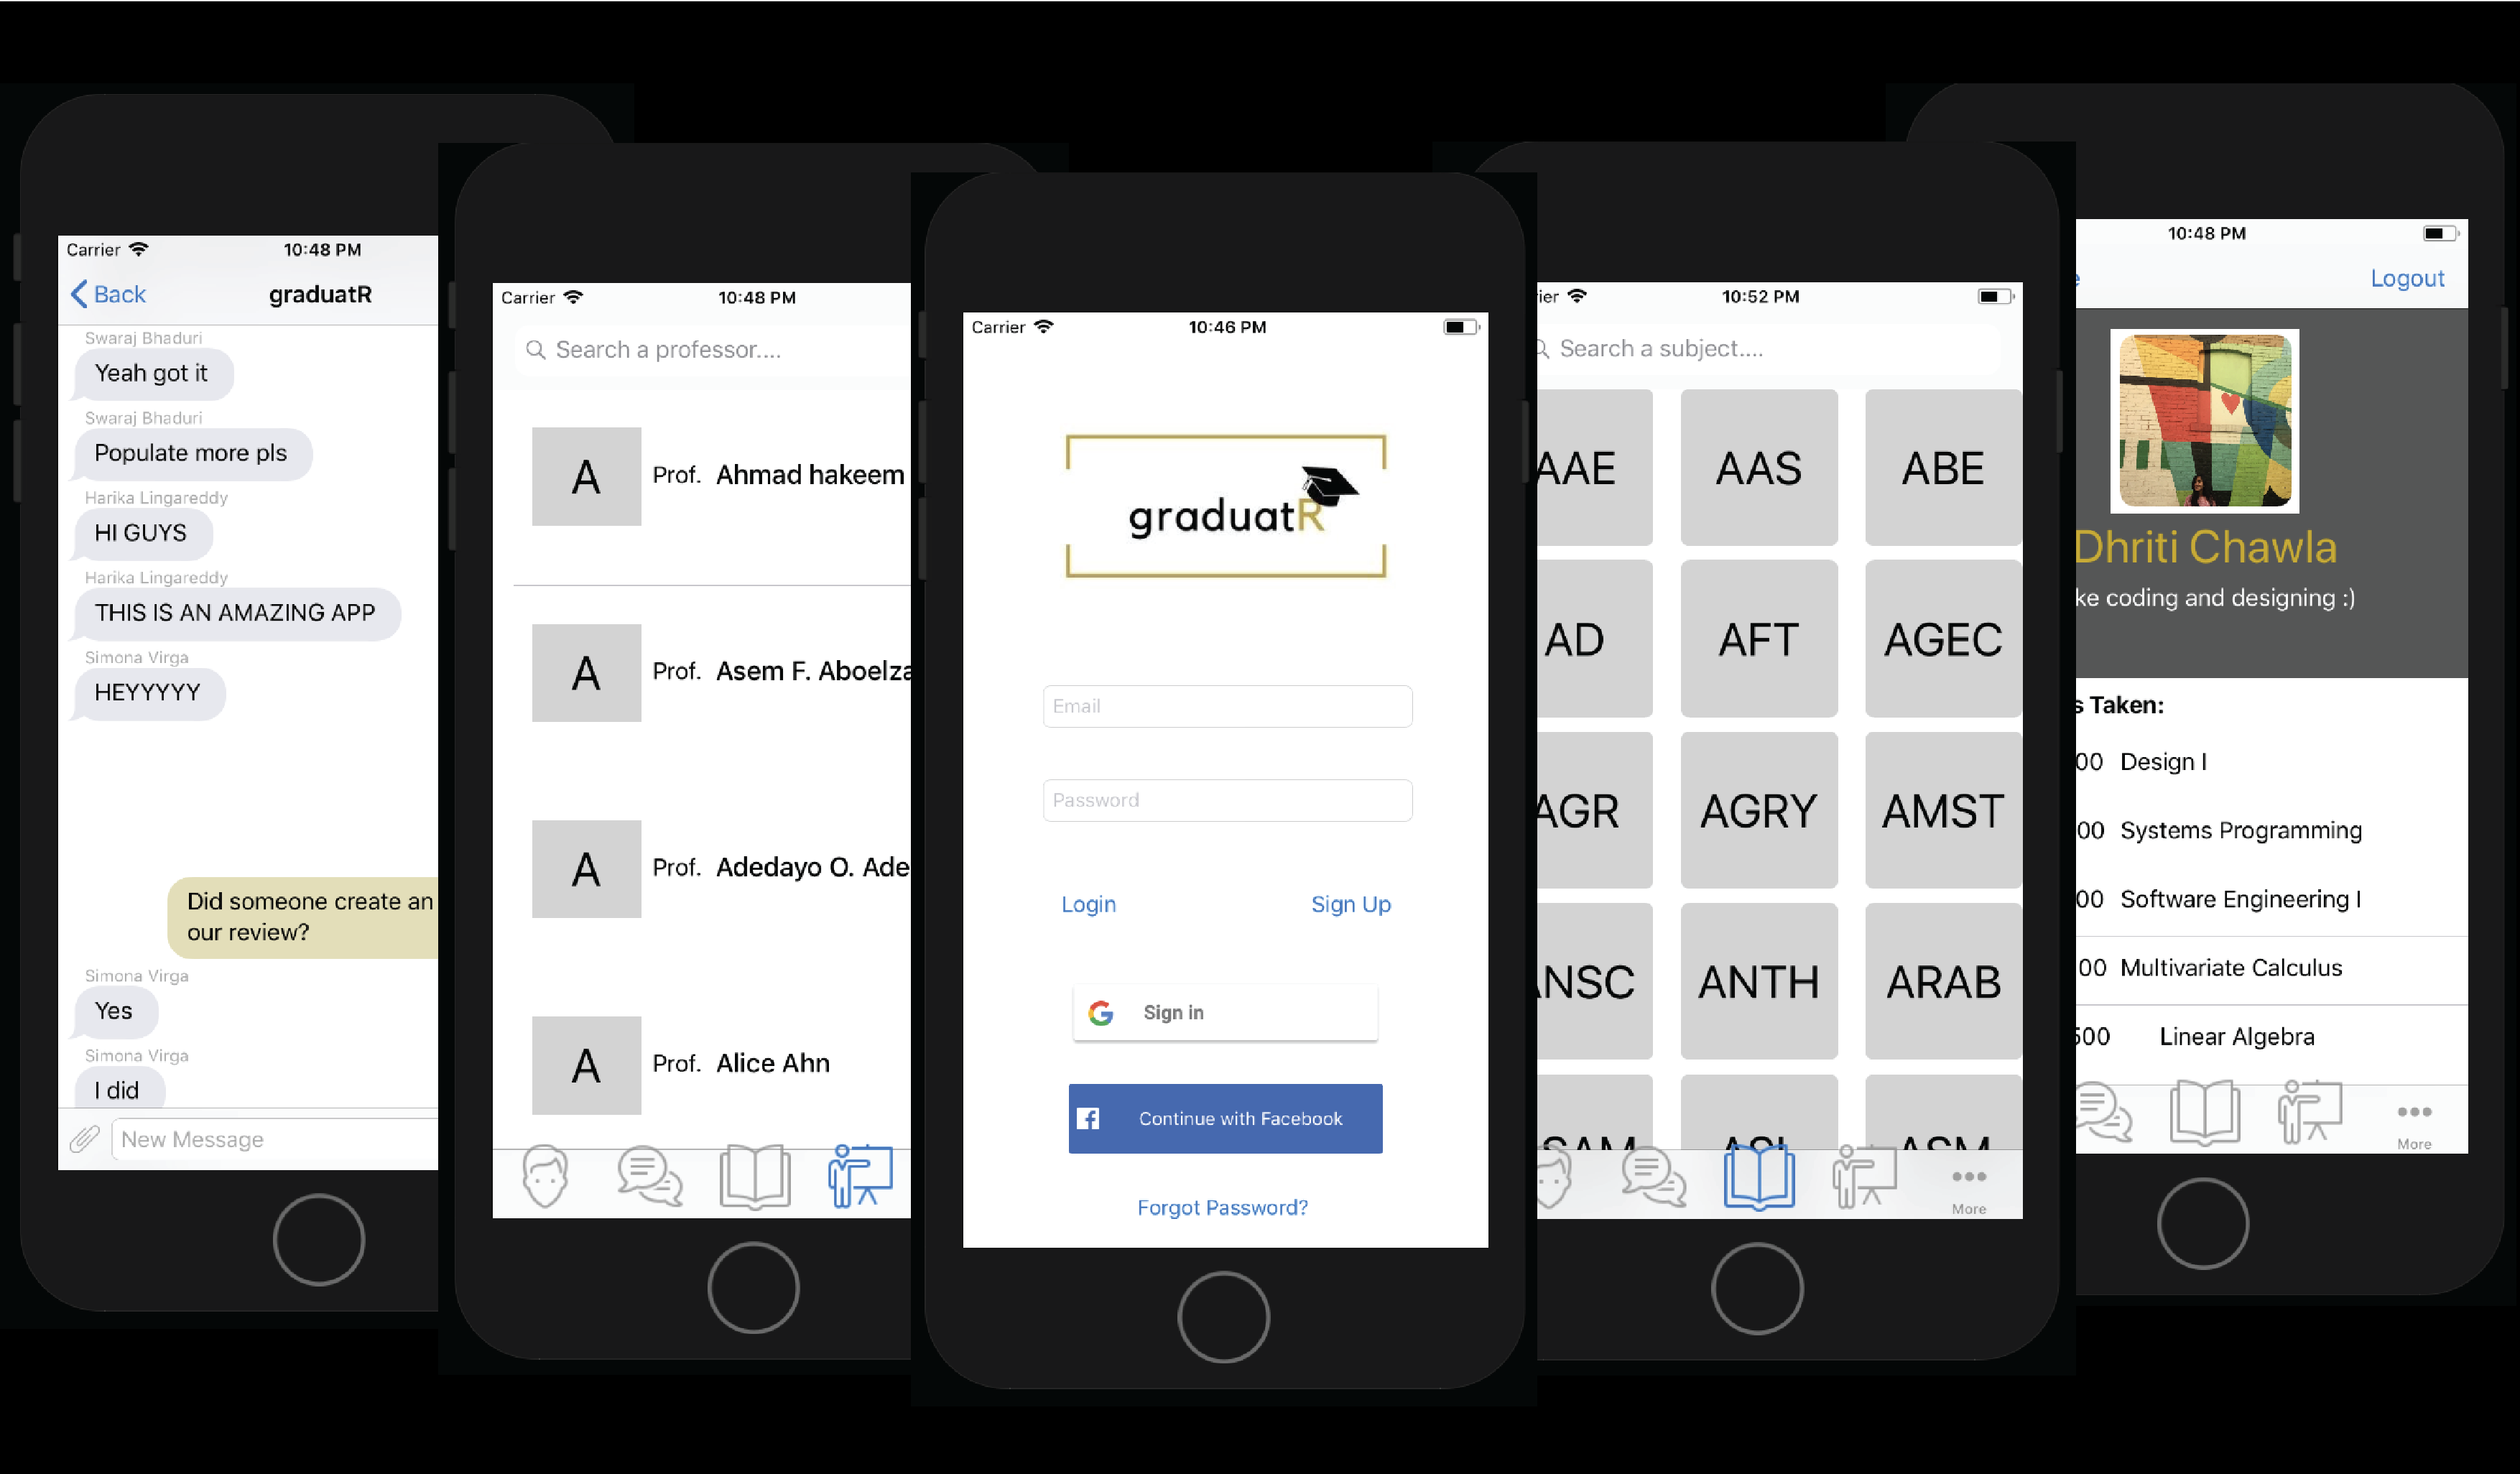 Carrier 10:48 PM
Back graduatR
Swaraj Bhaduri
Yeah got it
Swaraj Bhaduri
Populate more pls
Harika Lingareddy
HI GUYS
Harika Lingareddy
THIS IS AN AMAZING APP
Simona Virga
HEYYYYY
Did someone create an
our review?
Simona Virga
Yes
Simona Virga
I did
New Message
Carrier 10:48 PM
Search a professor....
A Prof. Ahmad hakeem
A Prof. Asem F. Aboelza
A Prof. Adedayo O. Ade
A Prof. Alice Ahn
Carrier 10:46 PM
graduatR
Email
Password
Login Sign Up
Sign in
Continue with Facebook
Forgot Password?
ier 10:52 PM
Search a subject....
AAE AAS ABE
AD AFT AGEC
AGR AGRY AMST
ANSC ANTH ARAB
ASAM ASL ASM
More
10:48 PM
Logout
Dhriti Chawla
ke coding and designing :)
s Taken:
00 Design I
00 Systems Programming
00 Software Engineering I
00 Multivariate Calculus
500 Linear Algebra
More